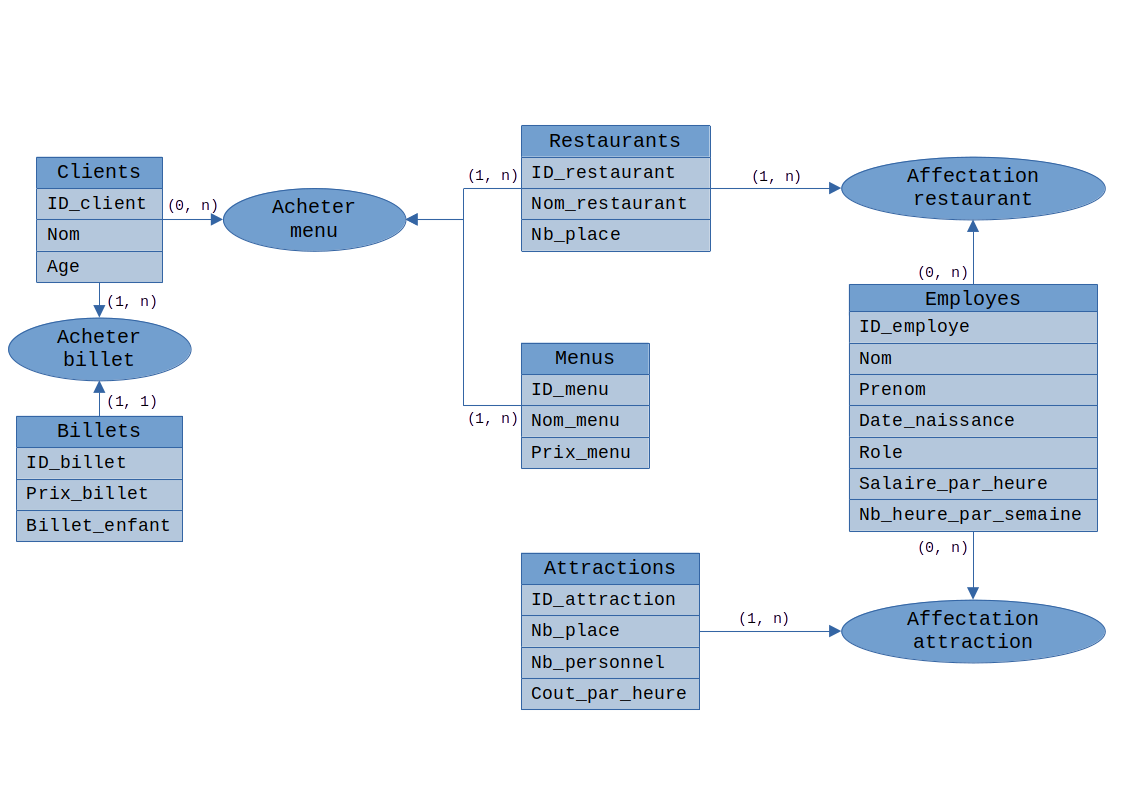 Clients
ID_client
Nom
Age
(0, n)
Acheter
menu
(1, n)
Acheter
billet
(1, 1)
Billets
ID_billet
Prix_billet
Billet_enfant
Restaurants
ID_restaurant
Nom_restaurant
Nb_place
(1, n)
(1, n)
Affectation
restaurant
Menus
ID_menu
Nom_menu
Prix_menu
(1, n)
(0, n)
Employes
ID_employe
Nom
Prenom
Date_naissance
Role
Salaire_par_heure
Nb_heure_par_semaine
(0, n)
Attractions
ID_attraction
Nb_place
Nb_personnel
Cout_par_heure
(1, n)
Affectation
attraction